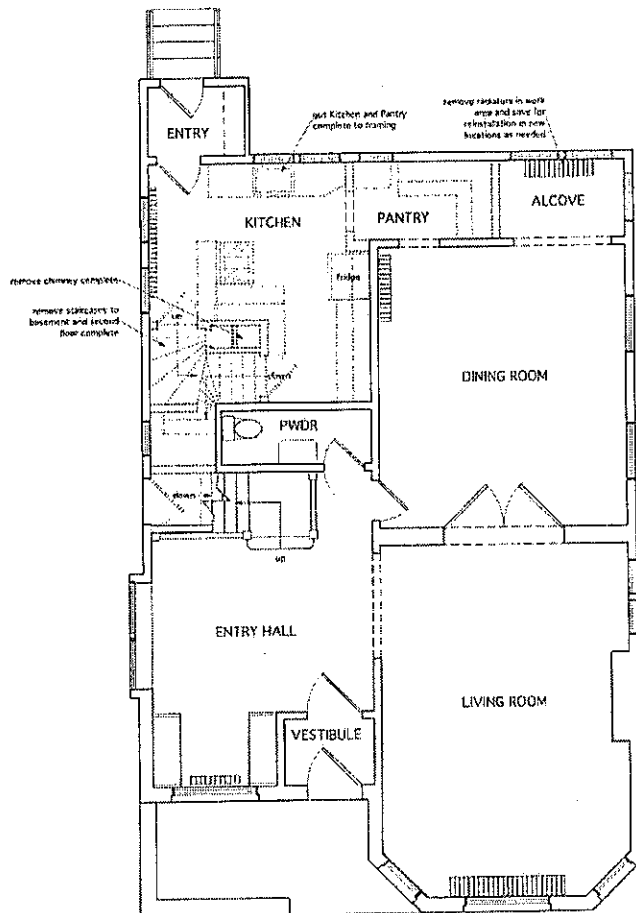 ENTRY
gut Kitchen and Pantry
complete to framing
remove radiators in work
area and save for
reinstallation in new
locations as needed
KITCHEN
PANTRY
ALCOVE
fridge
remove chimney complete
remove staircases to
basement and second
floor complete
up
down
DINING ROOM
PWDR
down
up
ENTRY HALL
LIVING ROOM
VESTIBULE